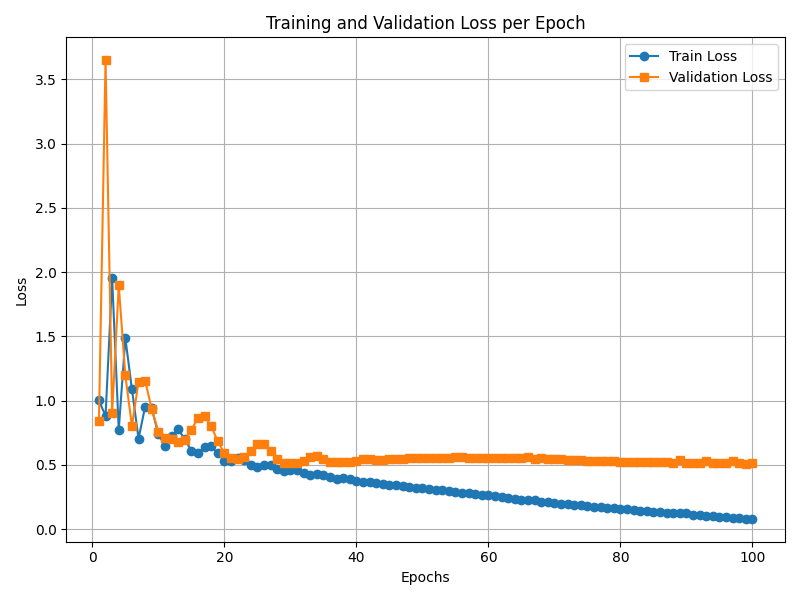 Training and Validation Loss per Epoch
Train Loss
Validation Loss
3.5
3.0
2.5
2.0
1.5
1.0
0.5
0.0
Loss
0 20 40 60 80 100
Epochs